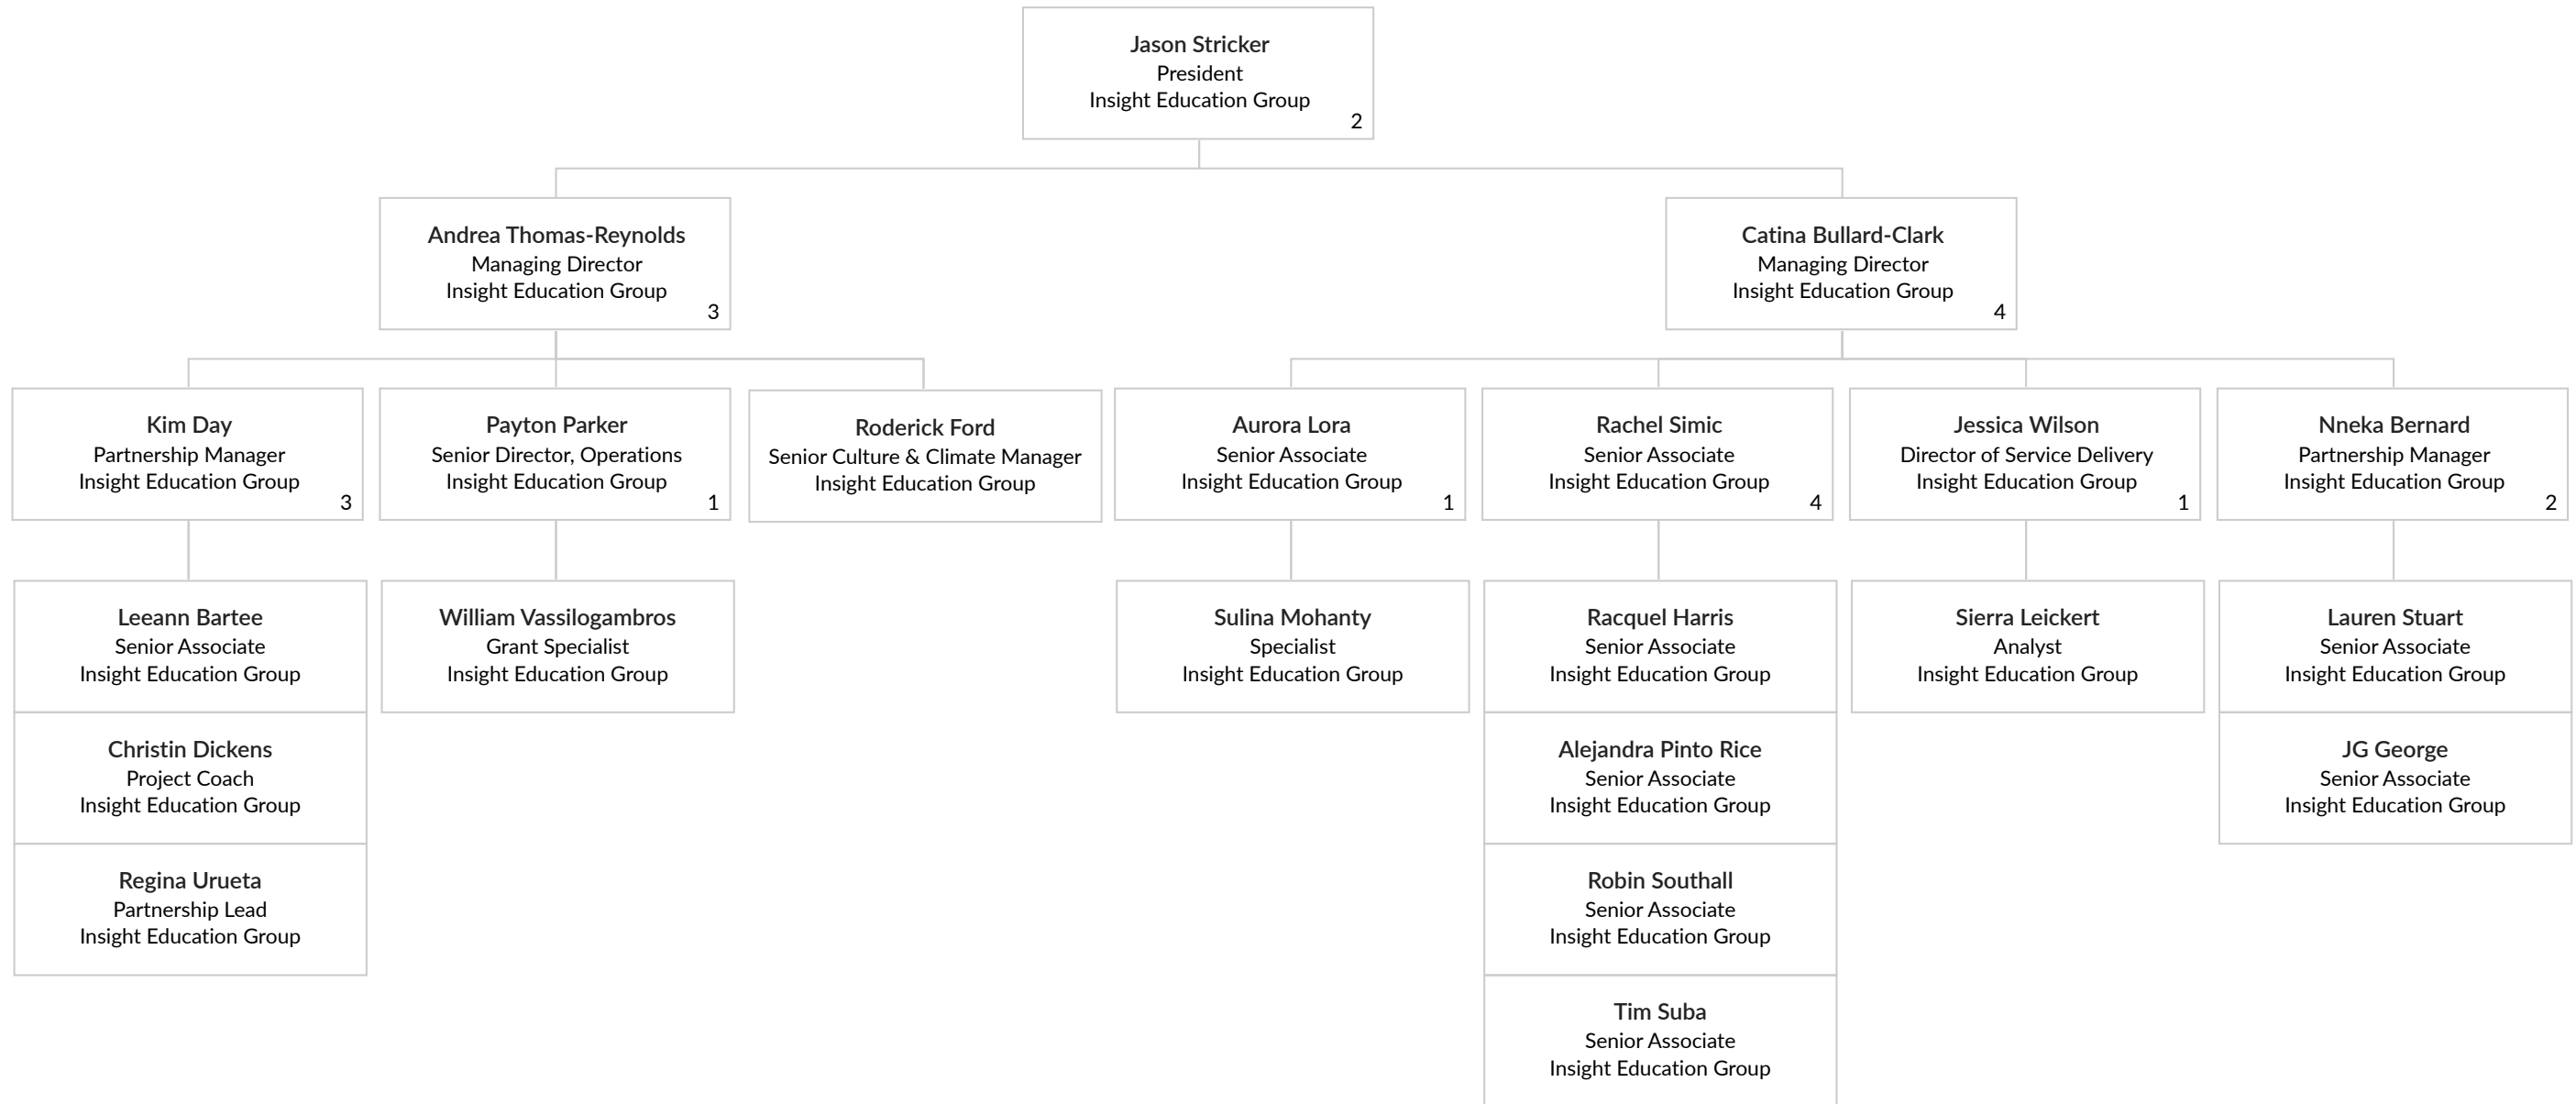 Jason Stricker
President
Insight Education Group
2
Andrea Thomas-Reynolds
Managing Director
Insight Education Group
3
Catina Bullard-Clark
Managing Director
Insight Education Group
4
Kim Day
Partnership Manager
Insight Education Group
3
Payton Parker
Senior Director, Operations
Insight Education Group
1
Roderick Ford
Senior Culture & Climate Manager
Insight Education Group
Aurora Lora
Senior Associate
Insight Education Group
1
Rachel Simic
Senior Associate
Insight Education Group
4
Jessica Wilson
Director of Service Delivery
Insight Education Group
1
Nneka Bernard
Partnership Manager
Insight Education Group
2
Leeann Bartee
Senior Associate
Insight Education Group
Christin Dickens
Project Coach
Insight Education Group
Regina Urueta
Partnership Lead
Insight Education Group
William Vassilogambros
Grant Specialist
Insight Education Group
Sulina Mohanty
Specialist
Insight Education Group
Racquel Harris
Senior Associate
Insight Education Group
Alejandra Pinto Rice
Senior Associate
Insight Education Group
Robin Southall
Senior Associate
Insight Education Group
Tim Suba
Senior Associate
Insight Education Group
Sierra Leickert
Analyst
Insight Education Group
Lauren Stuart
Senior Associate
Insight Education Group
JG George
Senior Associate
Insight Education Group